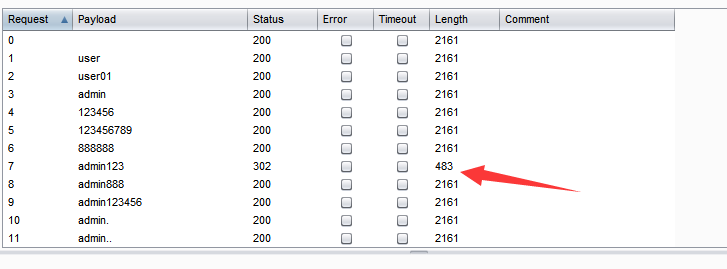 Request Payload Status Error Timeout Length Comment
0 200 2161
1 user 200 2161
2 user01 200 2161
3 admin 200 2161
4 123456 200 2161
5 123456789 200 2161
6 888888 200 2161
7 admin123 302 483
8 admin888 200 2161
9 admin123456 200 2161
10 admin. 200 2161
11 admin.. 200 2161